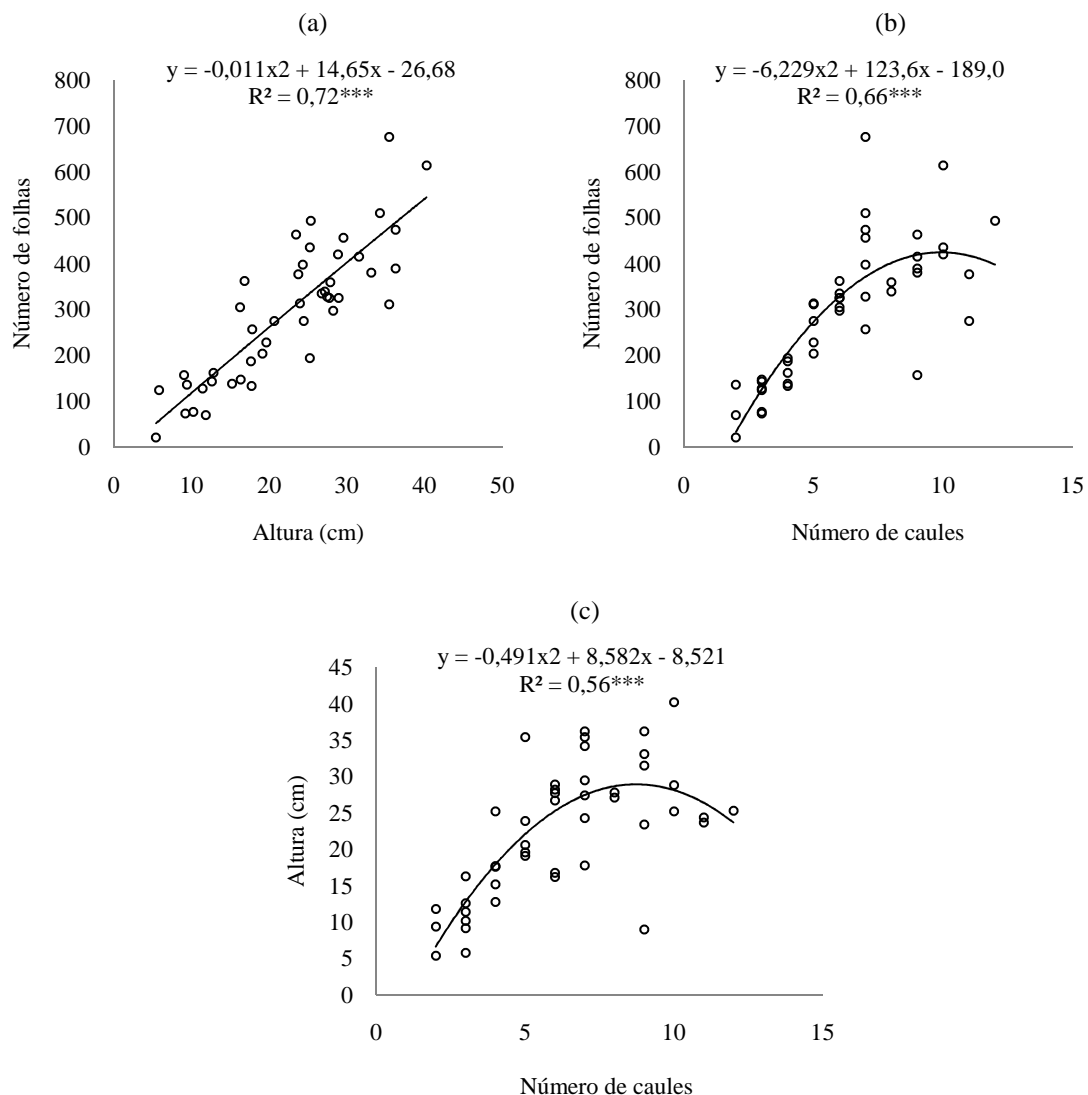 (a)
y = -0,011x2 + 14,65x - 26,68
R² = 0,72***
800
700
600
500
400
300
200
100
0
Número de folhas
0 10 20 30 40 50
Altura (cm)
(b)
y = -6,229x2 + 123,6x - 189,0
R² = 0,66***
800
700
600
500
400
300
200
100
0
Número de folhas
0 5 10 15
Número de caules
(c)
y = -0,491x2 + 8,582x - 8,521
R² = 0,56***
45
40
35
30
25
20
15
10
5
0
Altura (cm)
0 5 10 15
Número de caules